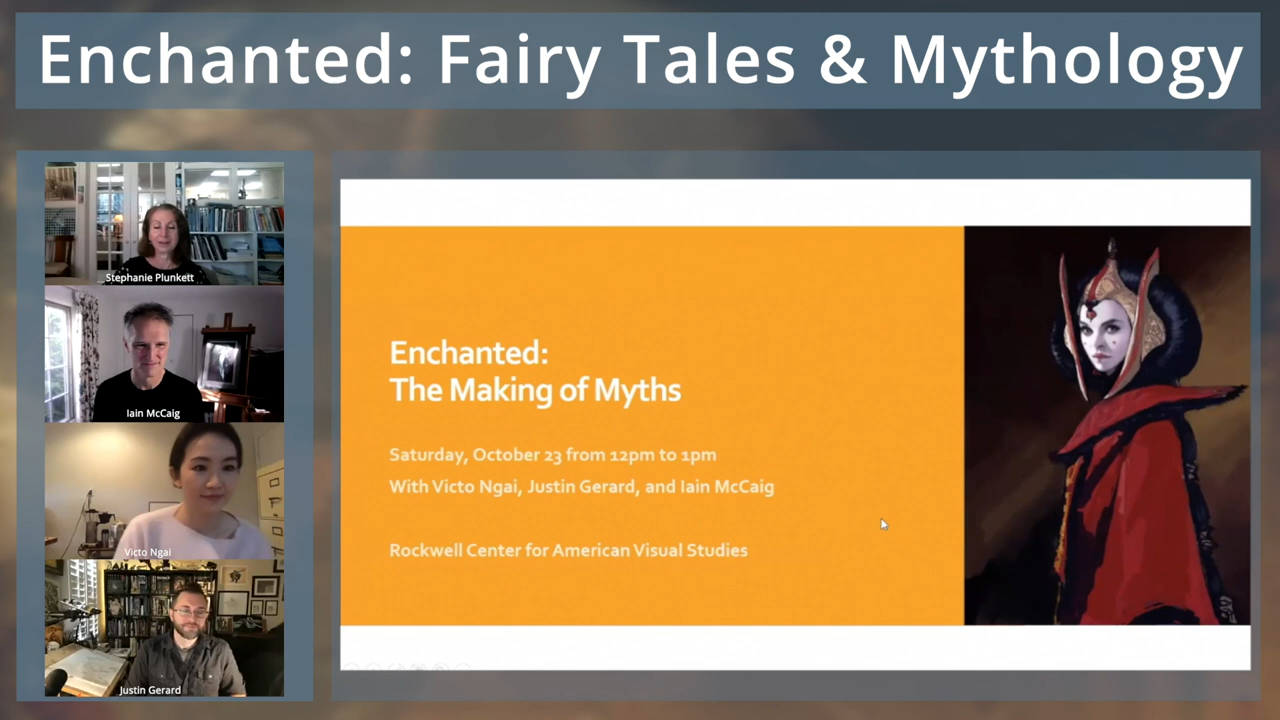 Enchanted: Fairy Tales & Mythology
Stephanie Plunkett
Iain McCaig
Victo Ngai
Justin Gerard
Enchanted:
The Making of Myths
Saturday, October 23 from 12pm to 1pm
With Victo Ngai, Justin Gerard, and Iain McCaig
Rockwell Center for American Visual Studies